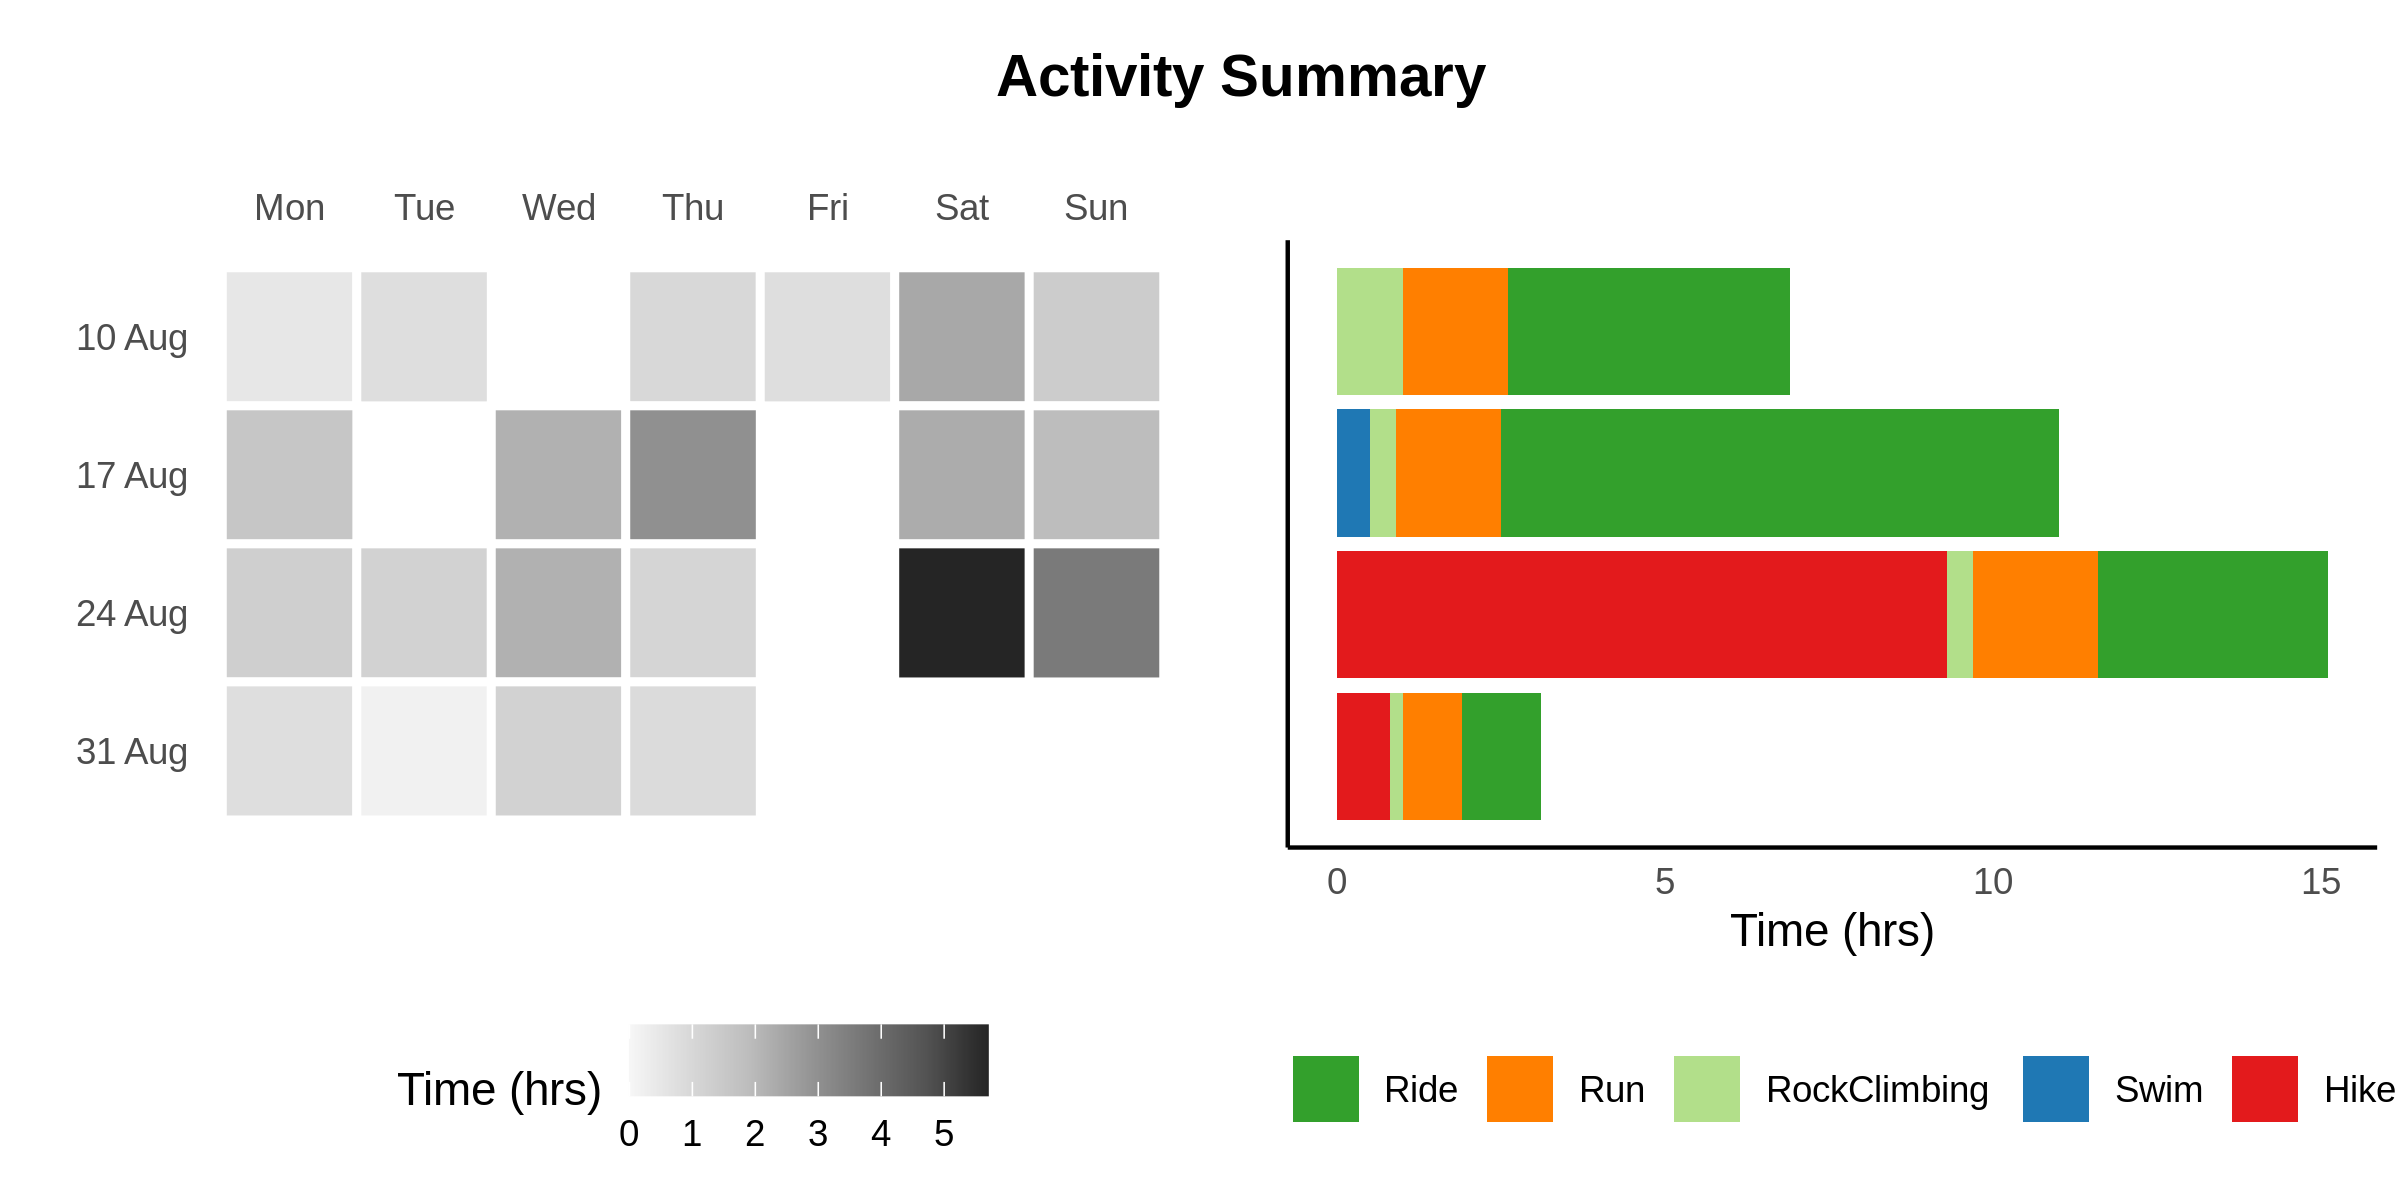 Activity Summary
Mon Tue Wed Thu Fri Sat Sun
10 Aug
17 Aug
24 Aug
31 Aug
0 5 10 15
Time (hrs)
Time (hrs)
0 1 2 3 4 5
Ride Run RockClimbing Swim Hike